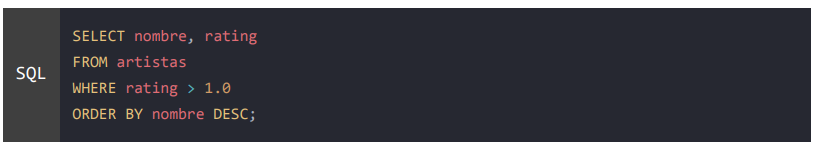 SQL
SELECT nombre, rating
FROM artistas
WHERE rating > 1.0
ORDER BY nombre DESC;